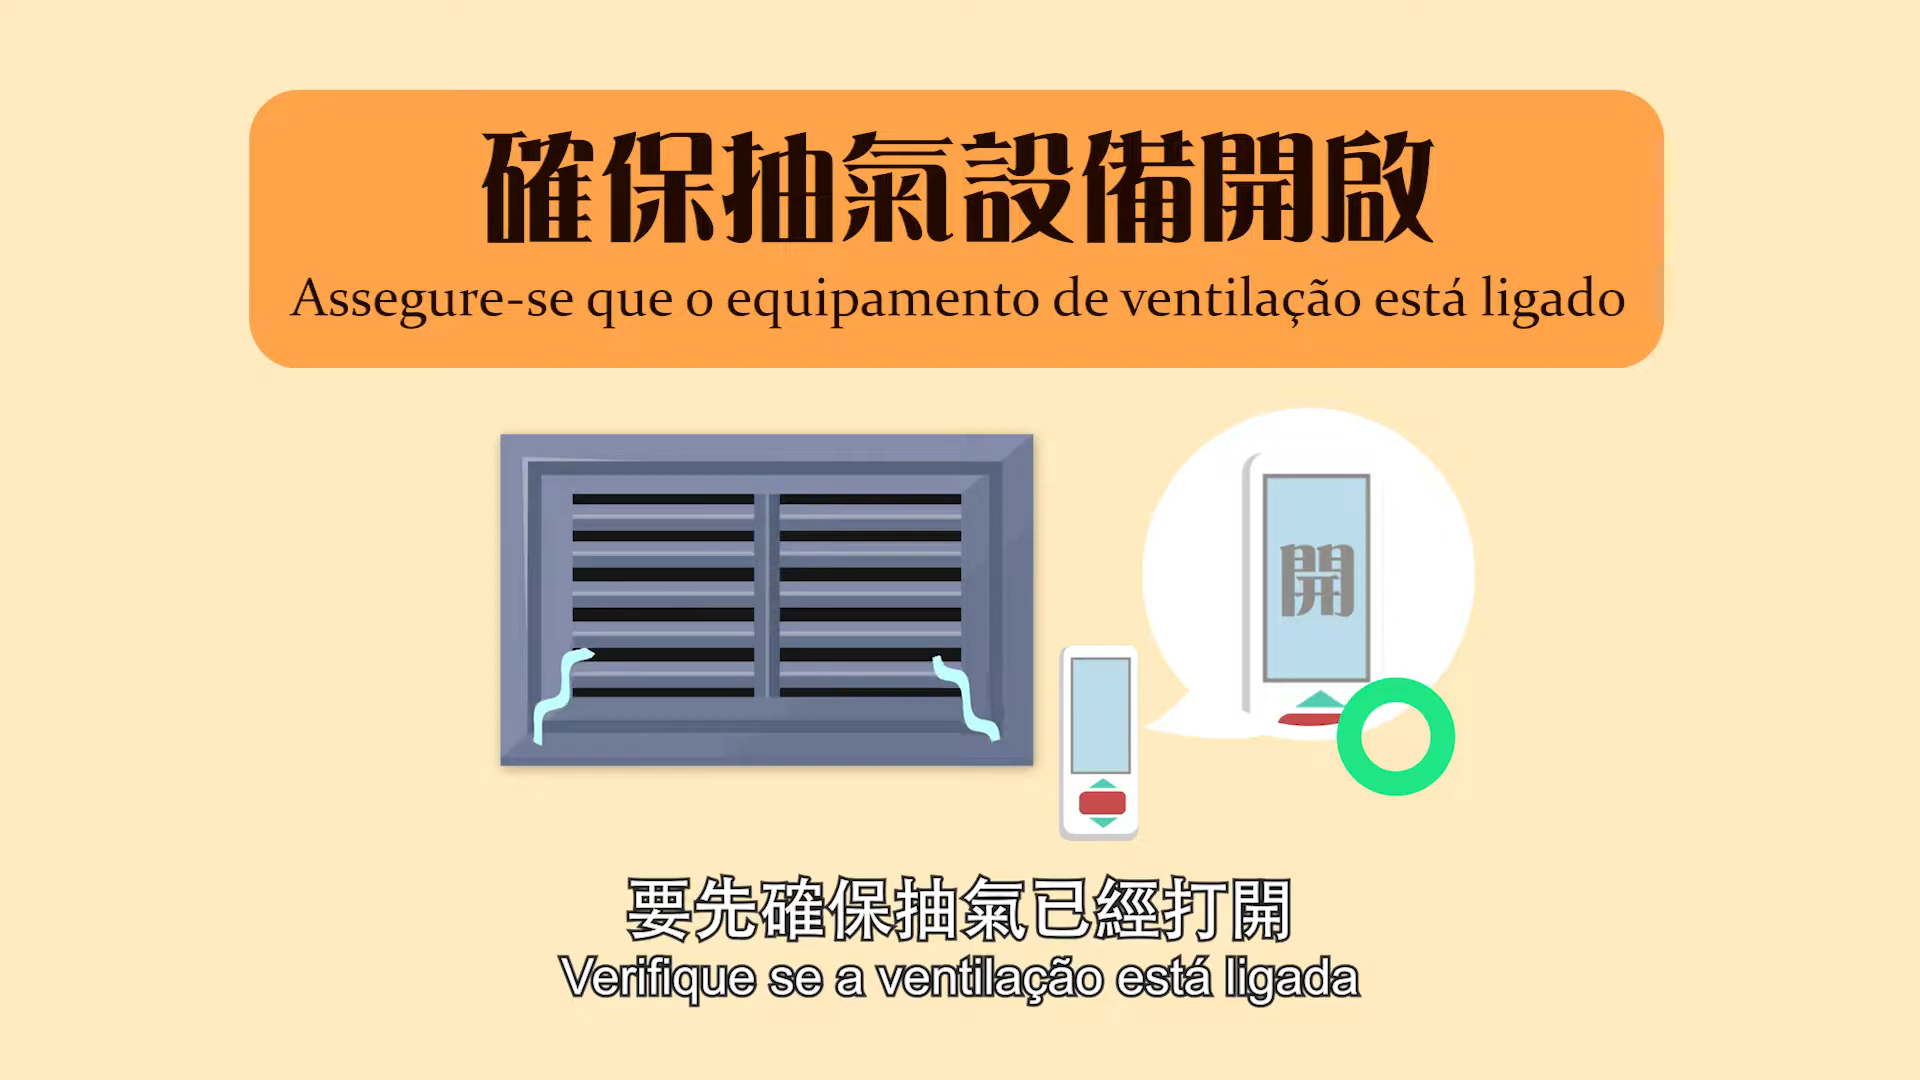 確保抽氣設備開啟
Assegure-se que o equipamento de ventilação está ligado
開
要先確保抽氣已經打開
Verifique se a ventilação está ligada